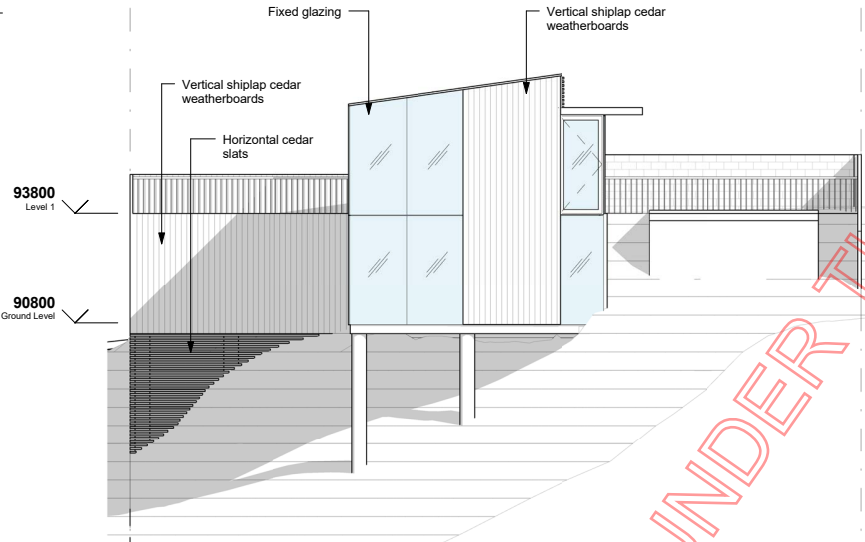 Fixed glazing
Vertical shiplap cedar
weatherboards
Vertical shiplap cedar
weatherboards
Horizontal cedar
slats
93800
Level 1
90800
Ground Level
UNDER